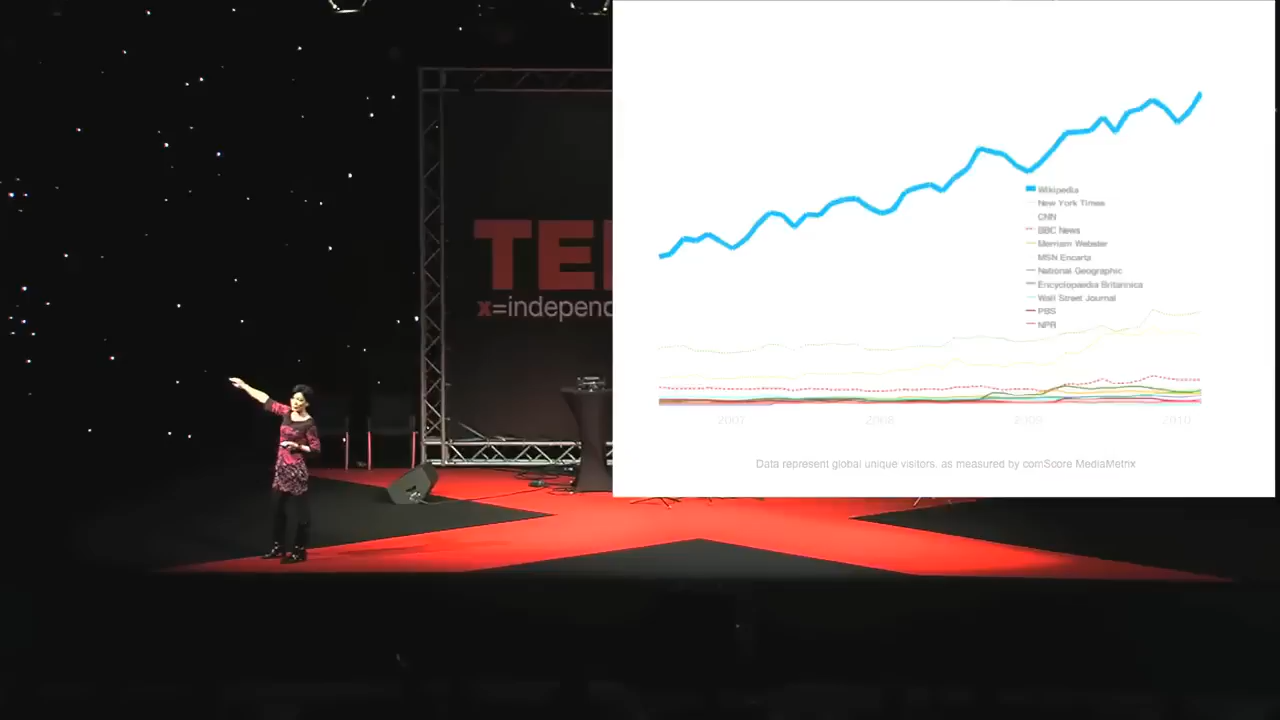 TED
x=independ
Wikipedia
New York Times
CNN
BBC News
Merriam Webster
MSN Encarta
National Geographic
Encyclopaedia Britannica
Wall Street Journal
PBS
NPR
2007
2008
2009
2010
Data represent global unique visitors, as measured by comScore MediaMetrix